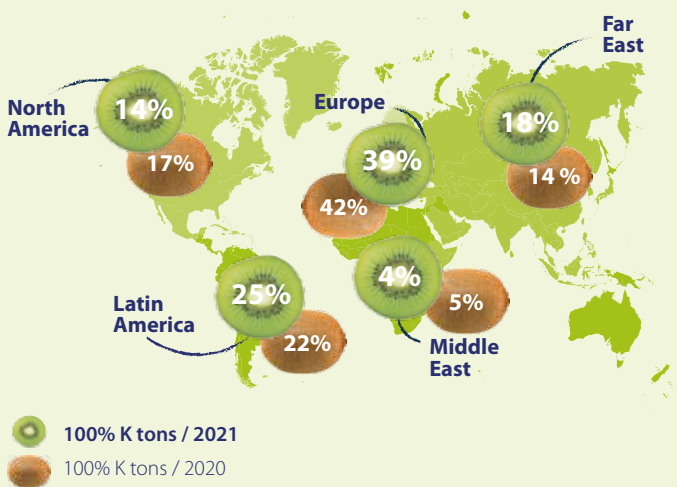 Far
East
North
America
14%
17%
Europe
39%
42%
18%
14 %
Latin
America
25%
22%
4%
5%
Middle
East
100% K tons / 2021
100% K tons / 2020